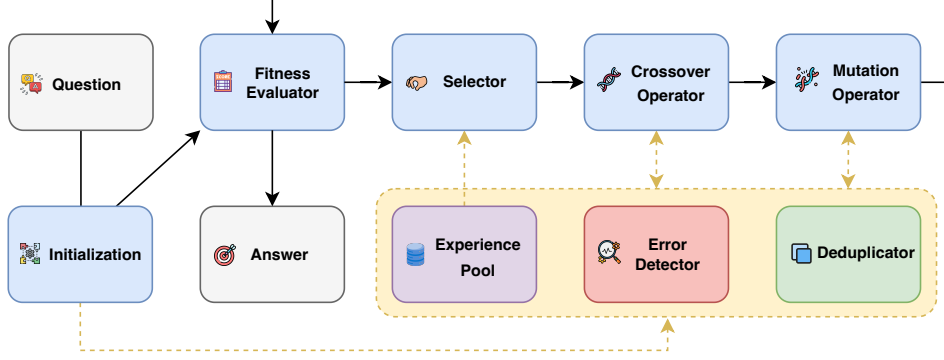 Question
Fitness
Evaluator
Selector
Crossover
Operator
Mutation
Operator
Initialization
Answer
Experience
Pool
Error
Detector
Deduplicator